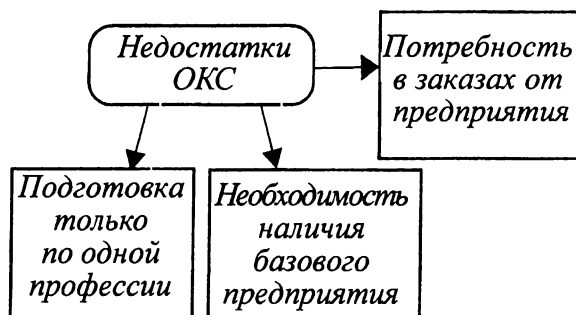 Недостатки
ОКС
Потребность
в заказах от
предприятия
Подготовка
только
по одной
профессии
Необходимость
наличия
базового
предприятия